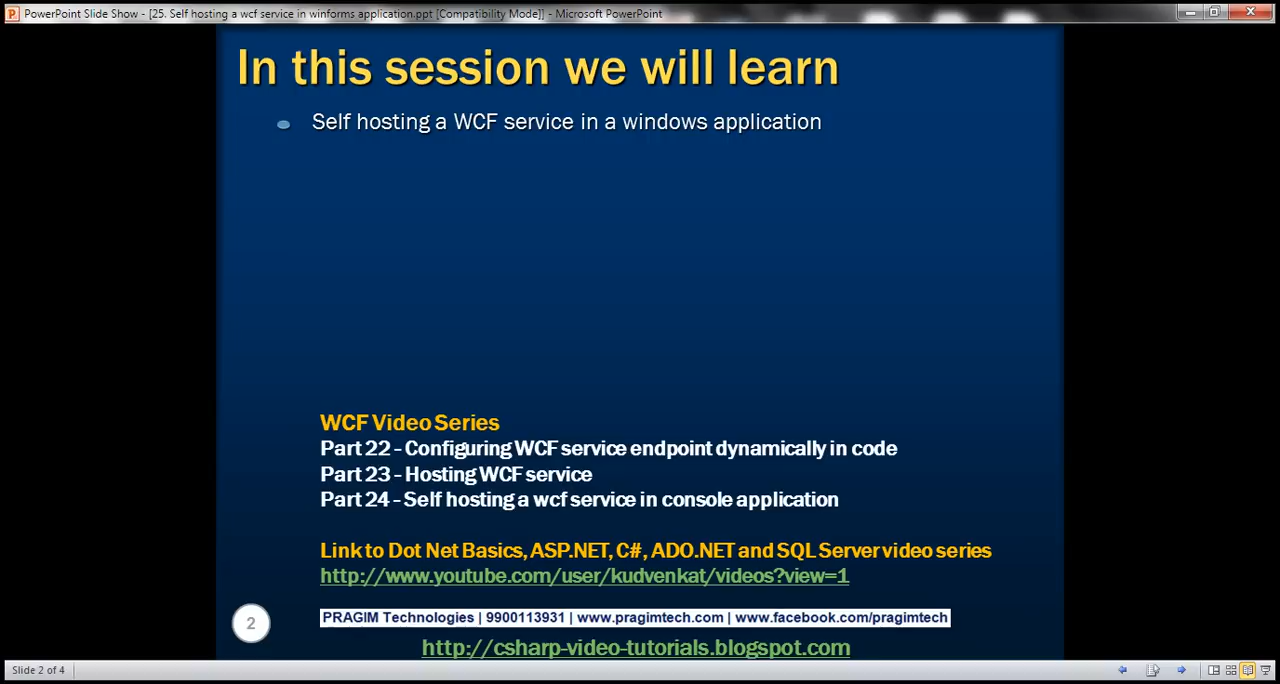 PowerPoint Slide Show - [25. Self hosting a wcf service in winforms application.ppt [Compatibility Mode]] - Microsoft PowerPoint
In this session we will learn
Self hosting a WCF service in a windows application
WCF Video Series
Part 22 - Configuring WCF service endpoint dynamically in code
Part 23 - Hosting WCF service
Part 24 - Self hosting a wcf service in console application
Link to Dot Net Basics, ASP.NET, C#, ADO.NET and SQL Server video series
http://www.youtube.com/user/kudvenkat/videos?view=1
2
PRAGIM Technologies | 9900113931 | www.pragimtech.com | www.facebook.com/pragimtech
http://csharp-video-tutorials.blogspot.com
Slide 2 of 4